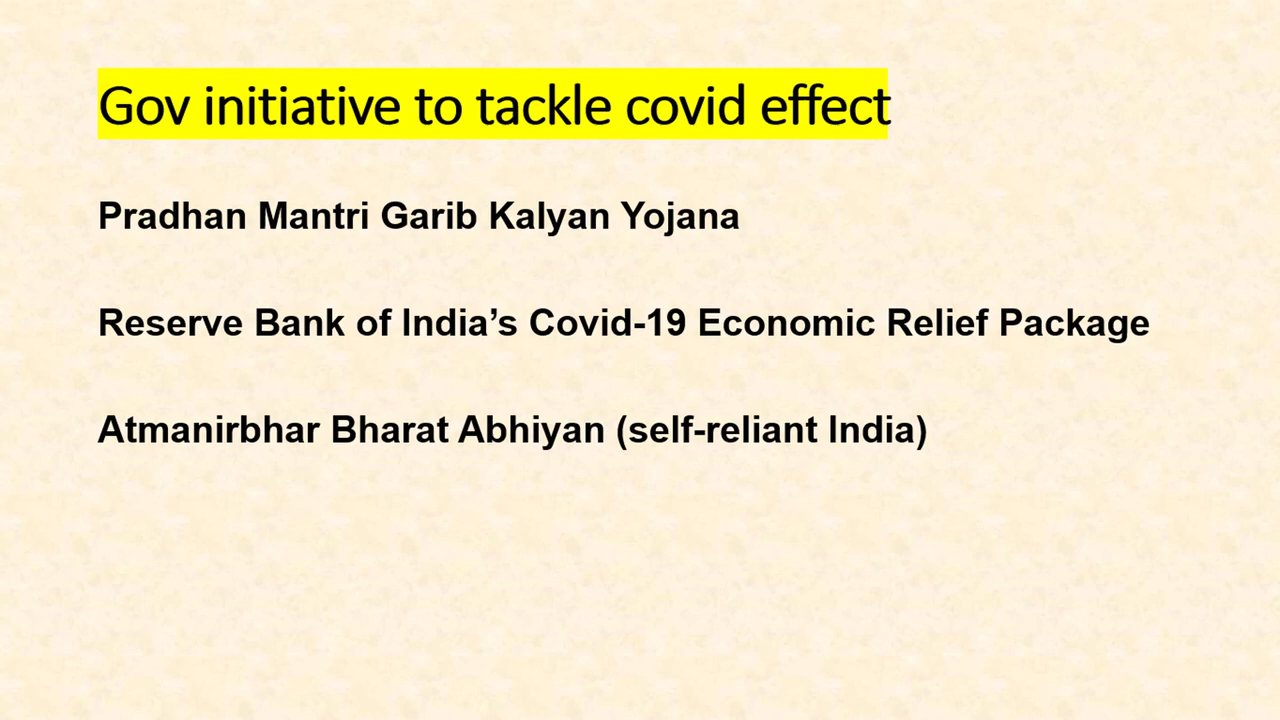 Gov initiative to tackle covid effect
Pradhan Mantri Garib Kalyan Yojana
Reserve Bank of India’s Covid-19 Economic Relief Package
Atmanirbhar Bharat Abhiyan (self-reliant India)